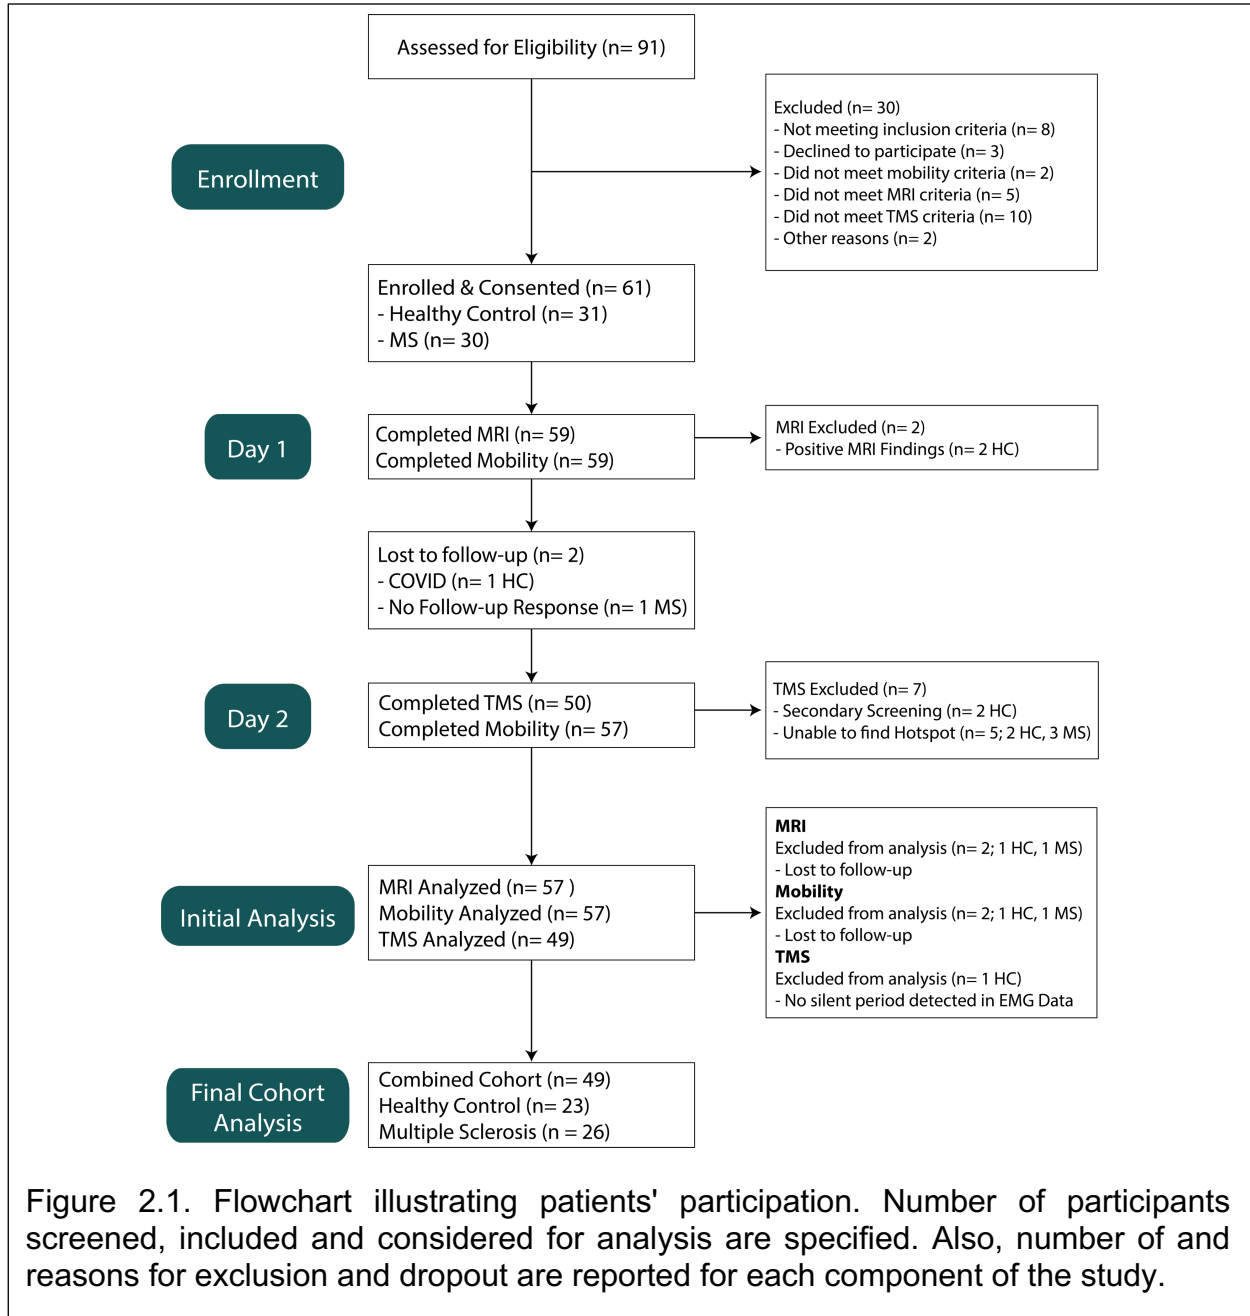 Assessed for Eligibility (n= 91)
Excluded (n= 30)
- Not meeting inclusion criteria (n= 8)
- Declined to participate (n= 3)
- Did not meet mobility criteria (n= 2)
- Did not meet MRI criteria (n= 5)
- Did not meet TMS criteria (n= 10)
- Other reasons (n= 2)
Enrollment
Enrolled & Consented (n= 61)
- Healthy Control (n= 31)
- MS (n= 30)
Day 1
Completed MRI (n= 59)
Completed Mobility (n= 59)
MRI Excluded (n= 2)
- Positive MRI Findings (n= 2 HC)
Lost to follow-up (n= 2)
- COVID (n= 1 HC)
- No Follow-up Response (n= 1 MS)
Day 2
Completed TMS (n= 50)
Completed Mobility (n= 57)
TMS Excluded (n= 7)
- Secondary Screening (n= 2 HC)
- Unable to find Hotspot (n= 5; 2 HC, 3 MS)
Initial Analysis
MRI Analyzed (n= 57 )
Mobility Analyzed (n= 57)
TMS Analyzed (n= 49)
MRI
Excluded from analysis (n= 2; 1 HC, 1 MS)
- Lost to follow-up
Mobility
Excluded from analysis (n= 2; 1 HC, 1 MS)
- Lost to follow-up
TMS
Excluded from analysis (n= 1 HC)
- No silent period detected in EMG Data
Final Cohort
Analysis
Combined Cohort (n= 49)
Healthy Control (n= 23)
Multiple Sclerosis (n = 26)
Figure 2.1. Flowchart illustrating patients' participation. Number of participants
screened, included and considered for analysis are specified. Also, number of and
reasons for exclusion and dropout are reported for each component of the study.